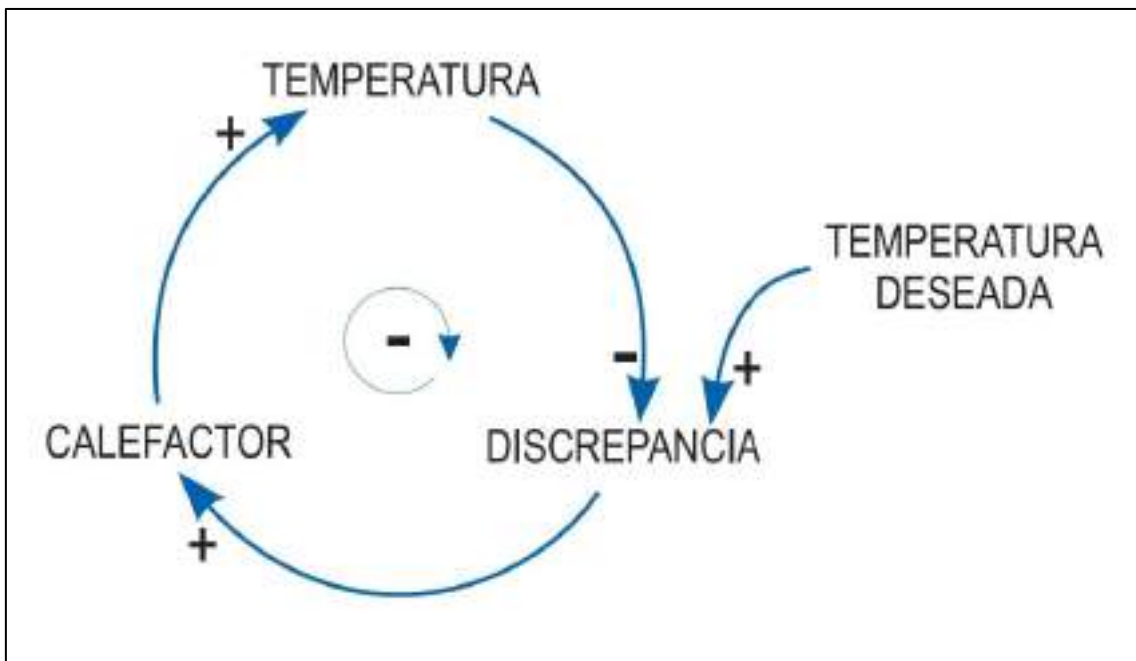 TEMPERATURA
+
TEMPERATURA
DESEADA
-
-
+
CALEFACTOR
DISCREPANCIA
+